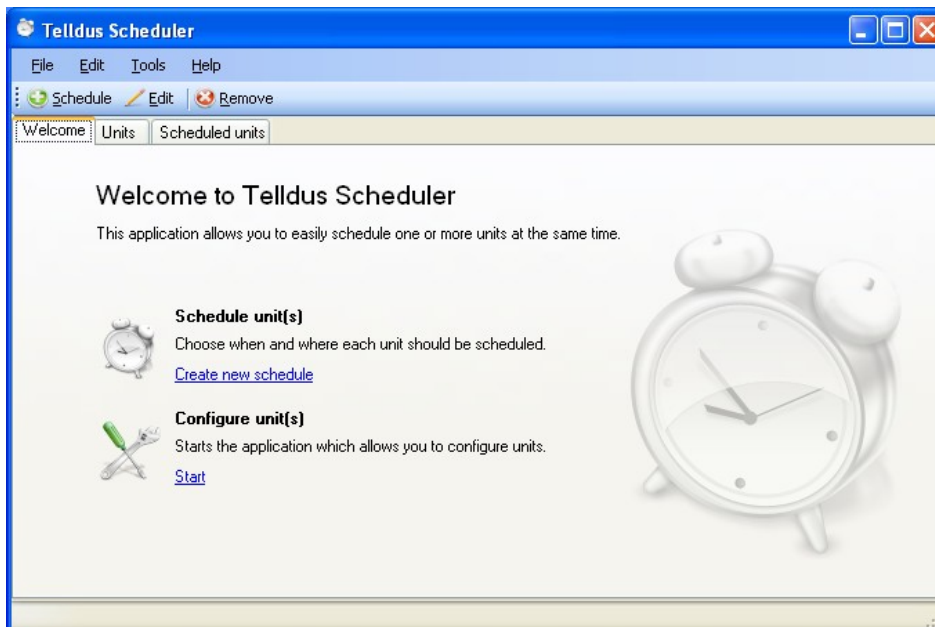 Telldus Scheduler
File Edit Tools Help
Schedule Edit Remove
Welcome Units Scheduled units
Welcome to Telldus Scheduler
This application allows you to easily schedule one or more units at the same time.
Schedule unit(s)
Choose when and where each unit should be scheduled.
Create new schedule
Configure unit(s)
Starts the application which allows you to configure units.
Start